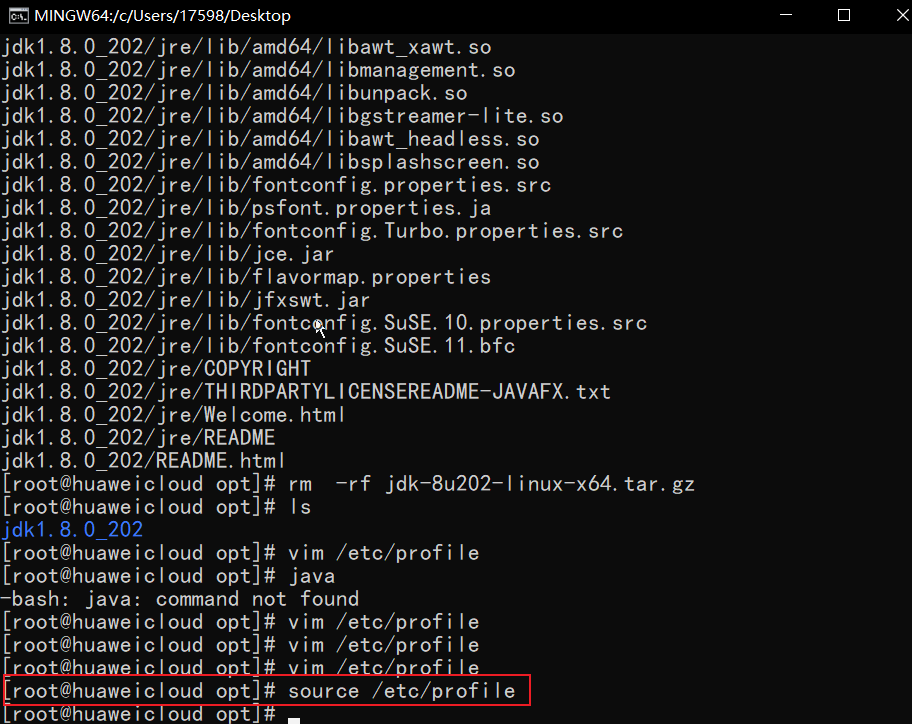 MINGW64:/c/Users/17598/Desktop
jdk1.8.0_202/jre/lib/amd64/libawt_xawt.so
jdk1.8.0_202/jre/lib/amd64/libmanagement.so
jdk1.8.0_202/jre/lib/amd64/libunpack.so
jdk1.8.0_202/jre/lib/amd64/libgstreamer-lite.so
jdk1.8.0_202/jre/lib/amd64/libawt_headless.so
jdk1.8.0_202/jre/lib/amd64/libsplashscreen.so
jdk1.8.0_202/jre/lib/fontconfig.properties.src
jdk1.8.0_202/jre/lib/psfont.properties.ja
jdk1.8.0_202/jre/lib/fontconfig.Turbo.properties.src
jdk1.8.0_202/jre/lib/jce.jar
jdk1.8.0_202/jre/lib/flavormap.properties
jdk1.8.0_202/jre/lib/jfxswt.jar
jdk1.8.0_202/jre/lib/fontconfig.SuSE.10.properties.src
jdk1.8.0_202/jre/lib/fontconfig.SuSE.11.bfc
jdk1.8.0_202/jre/COPYRIGHT
jdk1.8.0_202/jre/THIRDPARTYLICENSEREADME-JAVAFX.txt
jdk1.8.0_202/jre/Welcome.html
jdk1.8.0_202/jre/README
jdk1.8.0_202/README.html
[root@huaweicloud opt]# rm  -rf jdk-8u202-linux-x64.tar.gz
[root@huaweicloud opt]# ls
jdk1.8.0_202
[root@huaweicloud opt]# vim /etc/profile
[root@huaweicloud opt]# java
-bash: java: command not found
[root@huaweicloud opt]# vim /etc/profile
[root@huaweicloud opt]# vim /etc/profile
[root@huaweicloud opt]# vim /etc/profile
[root@huaweicloud opt]# source /etc/profile
[root@huaweicloud opt]#